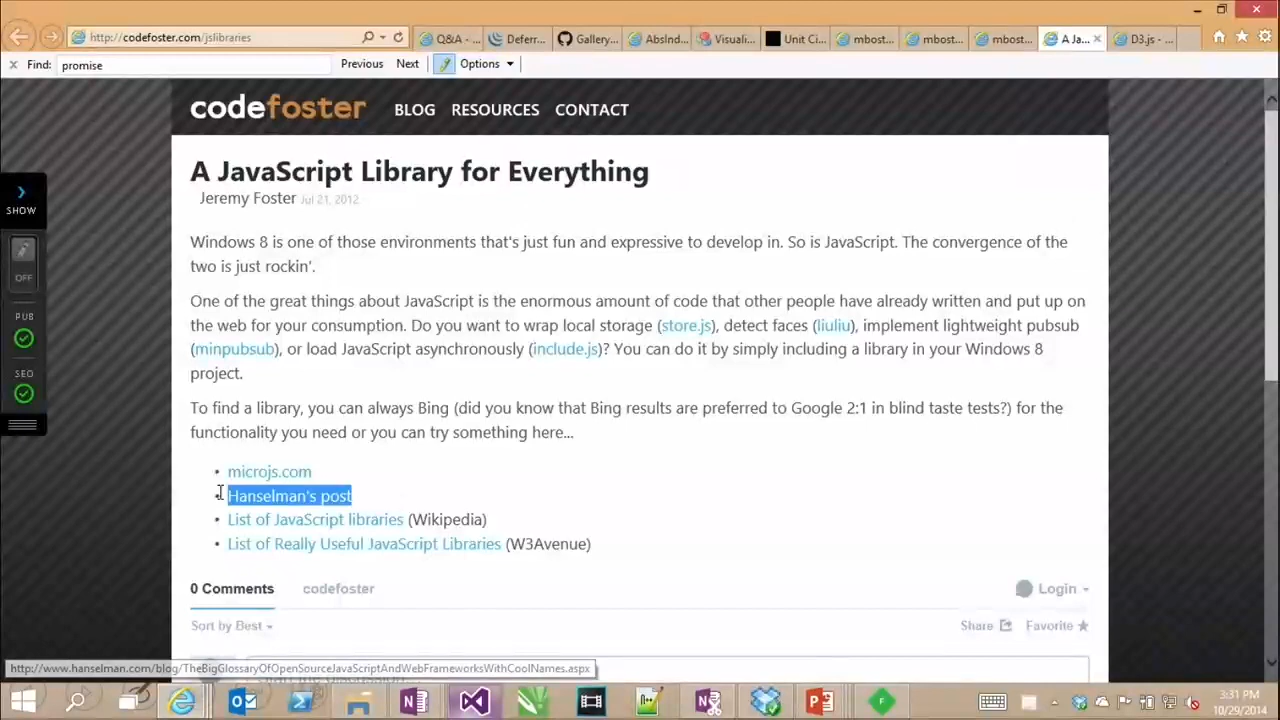 http://codefoster.com/jslibraries
Q&A - ...
Deferr...
Gallery...
AbsInd...
Visuali...
Unit Ci...
mbost...
mbost...
mbost...
A Ja...
D3.js - ...
Find: promise
Previous Next Options
codefoster BLOG RESOURCES CONTACT
A JavaScript Library for Everything
Jeremy Foster Jul 21, 2012
SHOW
Windows 8 is one of those environments that's just fun and expressive to develop in. So is JavaScript. The convergence of the
two is just rockin'.
OFF
One of the great things about JavaScript is the enormous amount of code that other people have already written and put up on
the web for your consumption. Do you want to wrap local storage (store.js), detect faces (liuliu), implement lightweight pubsub
(minpubsub), or load JavaScript asynchronously (include.js)? You can do it by simply including a library in your Windows 8
project.
PUB
SEO
To find a library, you can always Bing (did you know that Bing results are preferred to Google 2:1 in blind taste tests?) for the
functionality you need or you can try something here...
• microjs.com
• Hanselman's post
• List of JavaScript libraries (Wikipedia)
• List of Really Useful JavaScript Libraries (W3Avenue)
0 Comments codefoster Login
Sort by Best Share Favorite
http://www.hanselman.com/blog/TheBigGlossaryOfOpenSourceJavaScriptAndWebFrameworksWithCoolNames.aspx
3:31 PM
10/29/2014